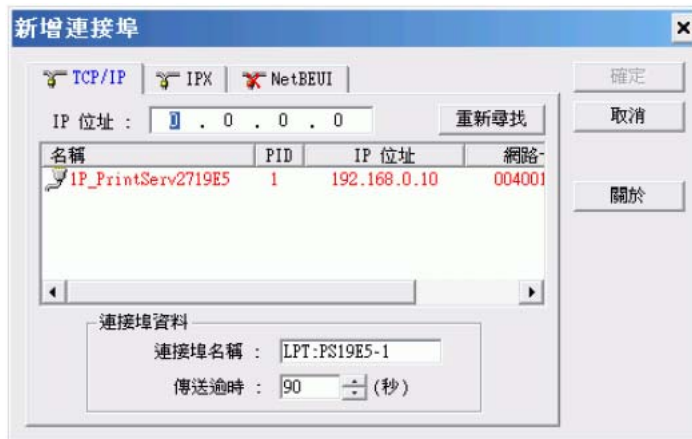 新增連接埠
TCP/IP IPX NetBEUI
確定
IP 位址 : 0 . 0 . 0 . 0 重新尋找
取消
名稱 PID IP 位址 網路
1P_PrintServ2719E5 1 192.168.0.10 004001
關於
連接埠資料
連接埠名稱 : LPT:PS19E5-1
傳送逾時 : 90 (秒)